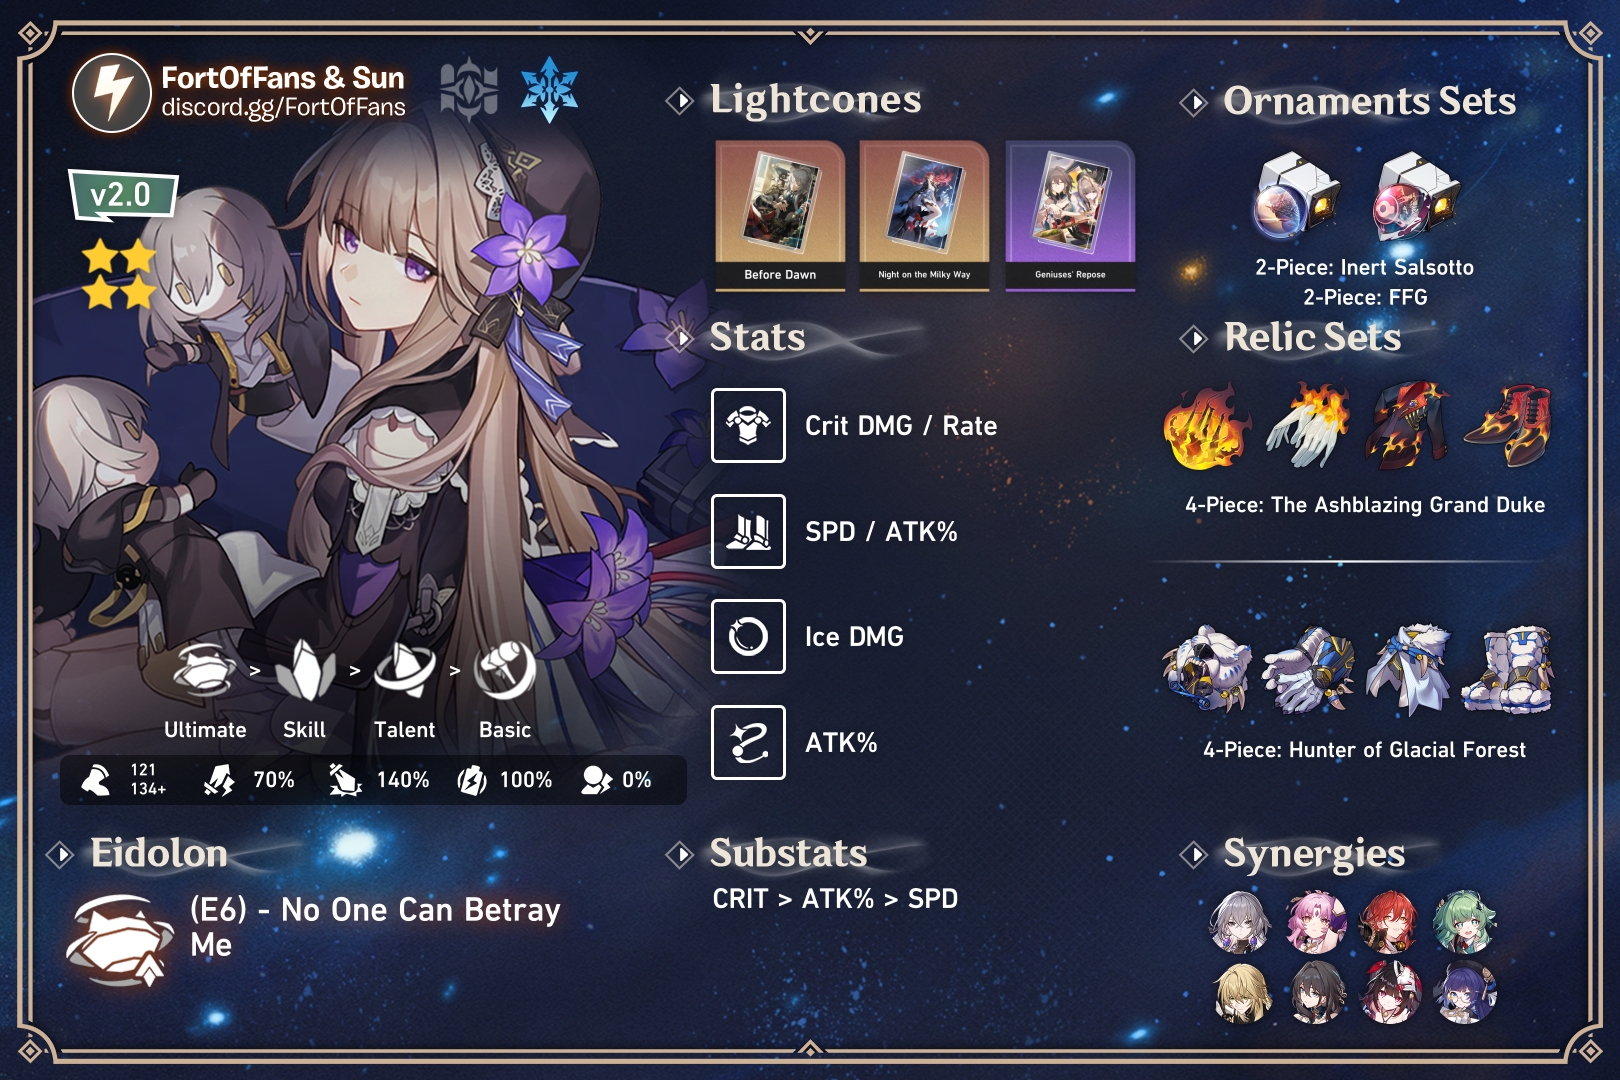 FortOfFans & Sun
discord.gg/FortOfFans
v2.0
Ultimate > Skill > Talent > Basic
121
134+
70%
140%
100%
0%
Eidolon
(E6) - No One Can Betray
Me
Lightcones
Before Dawn
Night on the Milky Way
Geniuses' Repose
Stats
Crit DMG / Rate
SPD / ATK%
Ice DMG
ATK%
Substats
CRIT > ATK% > SPD
Ornaments Sets
2-Piece: Inert Salsotto
2-Piece: FFG
Relic Sets
4-Piece: The Ashblazing Grand Duke
4-Piece: Hunter of Glacial Forest
Synergies